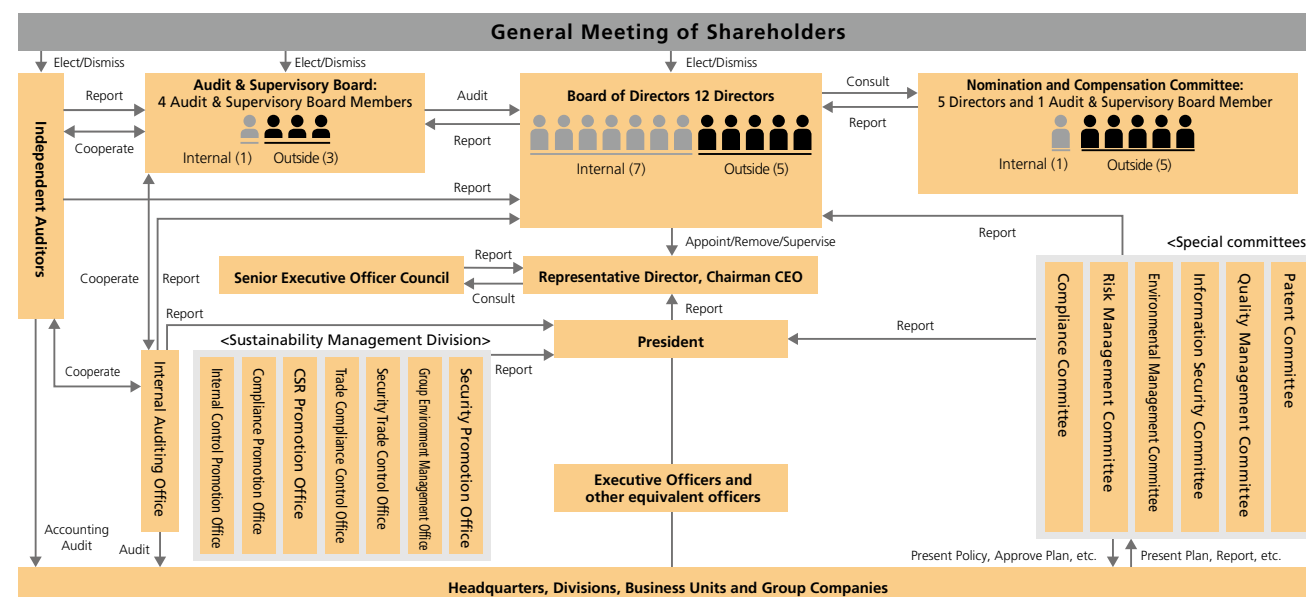 General Meeting of Shareholders
Elect/Dismiss
Elect/Dismiss
Elect/Dismiss
Independent Auditors
Report
Cooperate
Audit & Supervisory Board:
4 Audit & Supervisory Board Members
Internal (1)
Outside (3)
Audit
Report
Board of Directors 12 Directors
Internal (7)
Outside (5)
Consult
Report
Nomination and Compensation Committee:
5 Directors and 1 Audit & Supervisory Board Member
Internal (1)
Outside (5)
Report
Appoint/Remove/Supervise
Report
<Special committees
Cooperate
Report
Senior Executive Officer Council
Report
Consult
Representative Director, Chairman CEO
Report
Report
President
Report
<Sustainability Management Division>
Report
Cooperate
Internal Auditing Office
Internal Control Promotion Office
Compliance Promotion Office
CSR Promotion Office
Trade Compliance Control Office
Security Trade Control Office
Group Environment Management Office
Security Promotion Office
Compliance Committee
Risk Management Committee
Environmental Management Committee
Information Security Committee
Quality Management Committee
Patent Committee
Executive Officers and
other equivalent officers
Accounting
Audit
Audit
Present Policy, Approve Plan, etc.
Present Plan, Report, etc.
Headquarters, Divisions, Business Units and Group Companies